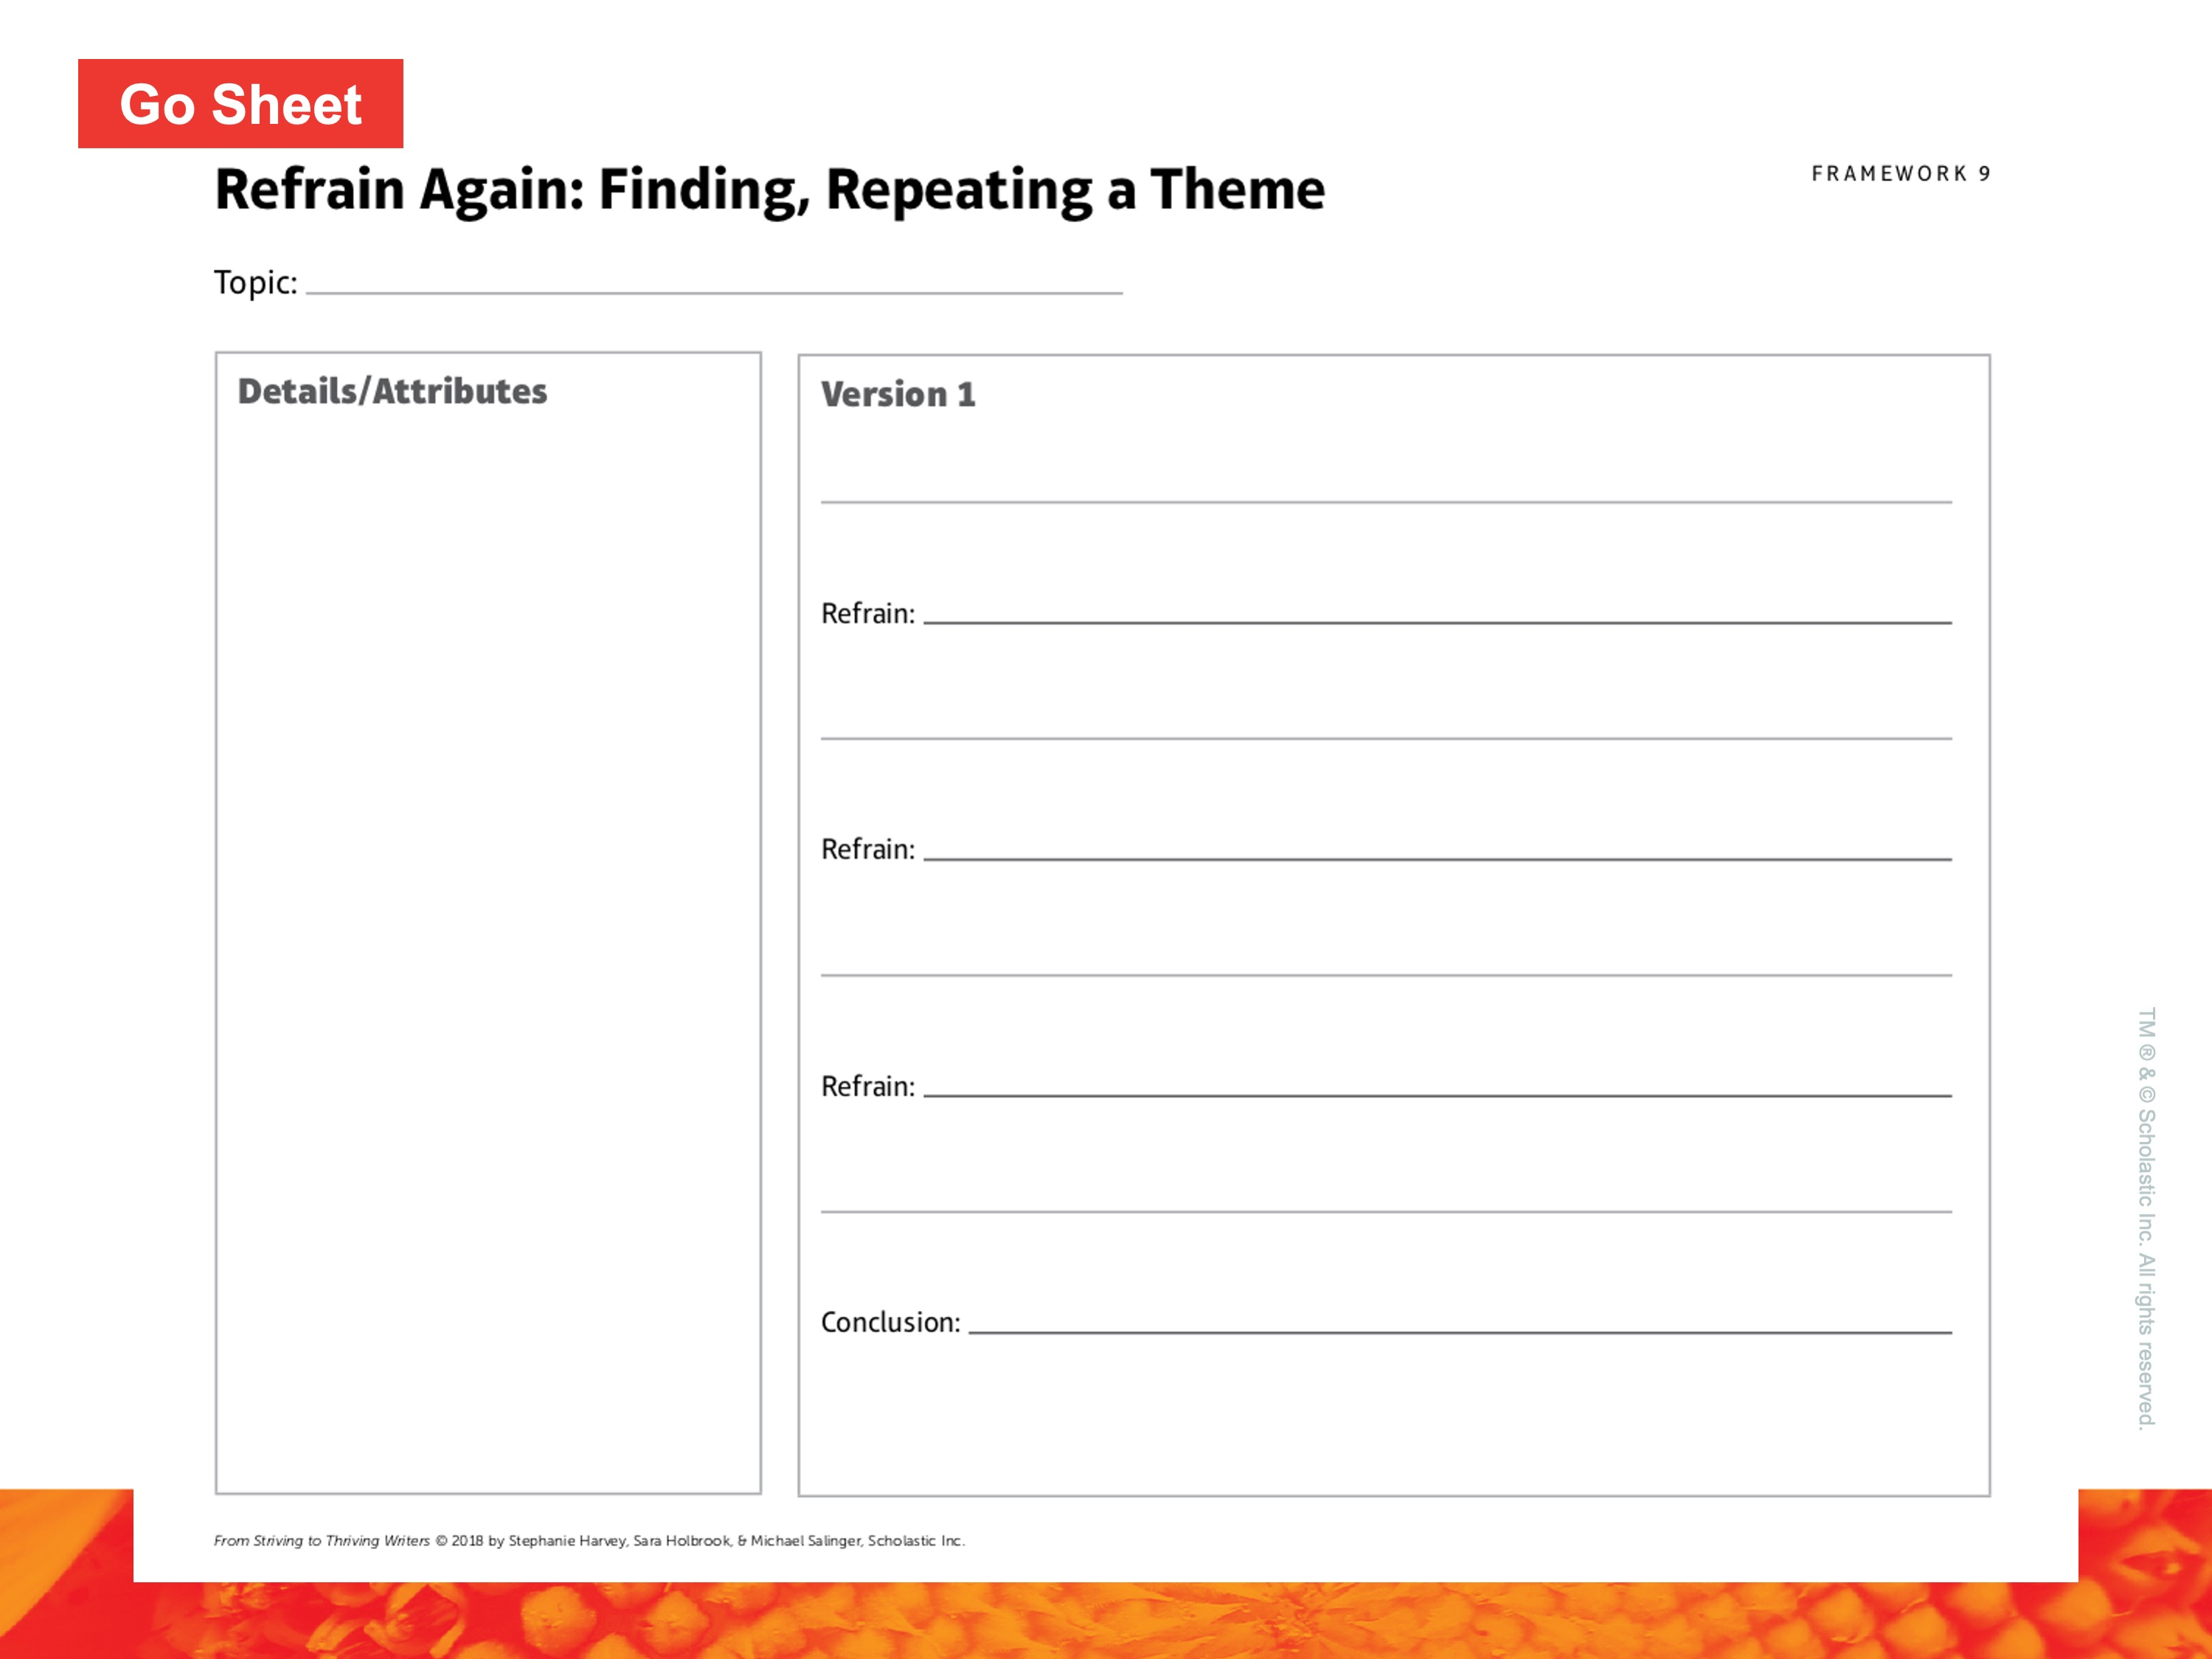 Go Sheet
Refrain Again: Finding, Repeating a Theme
FRAMEWORK 9
Topic:
Details/Attributes
Version 1
Refrain:
Refrain:
Refrain:
Conclusion:
From Striving to Thriving Writers © 2018 by Stephanie Harvey, Sara Holbrook, & Michael Salinger, Scholastic Inc.
TM ® & © Scholastic Inc. All rights reserved.